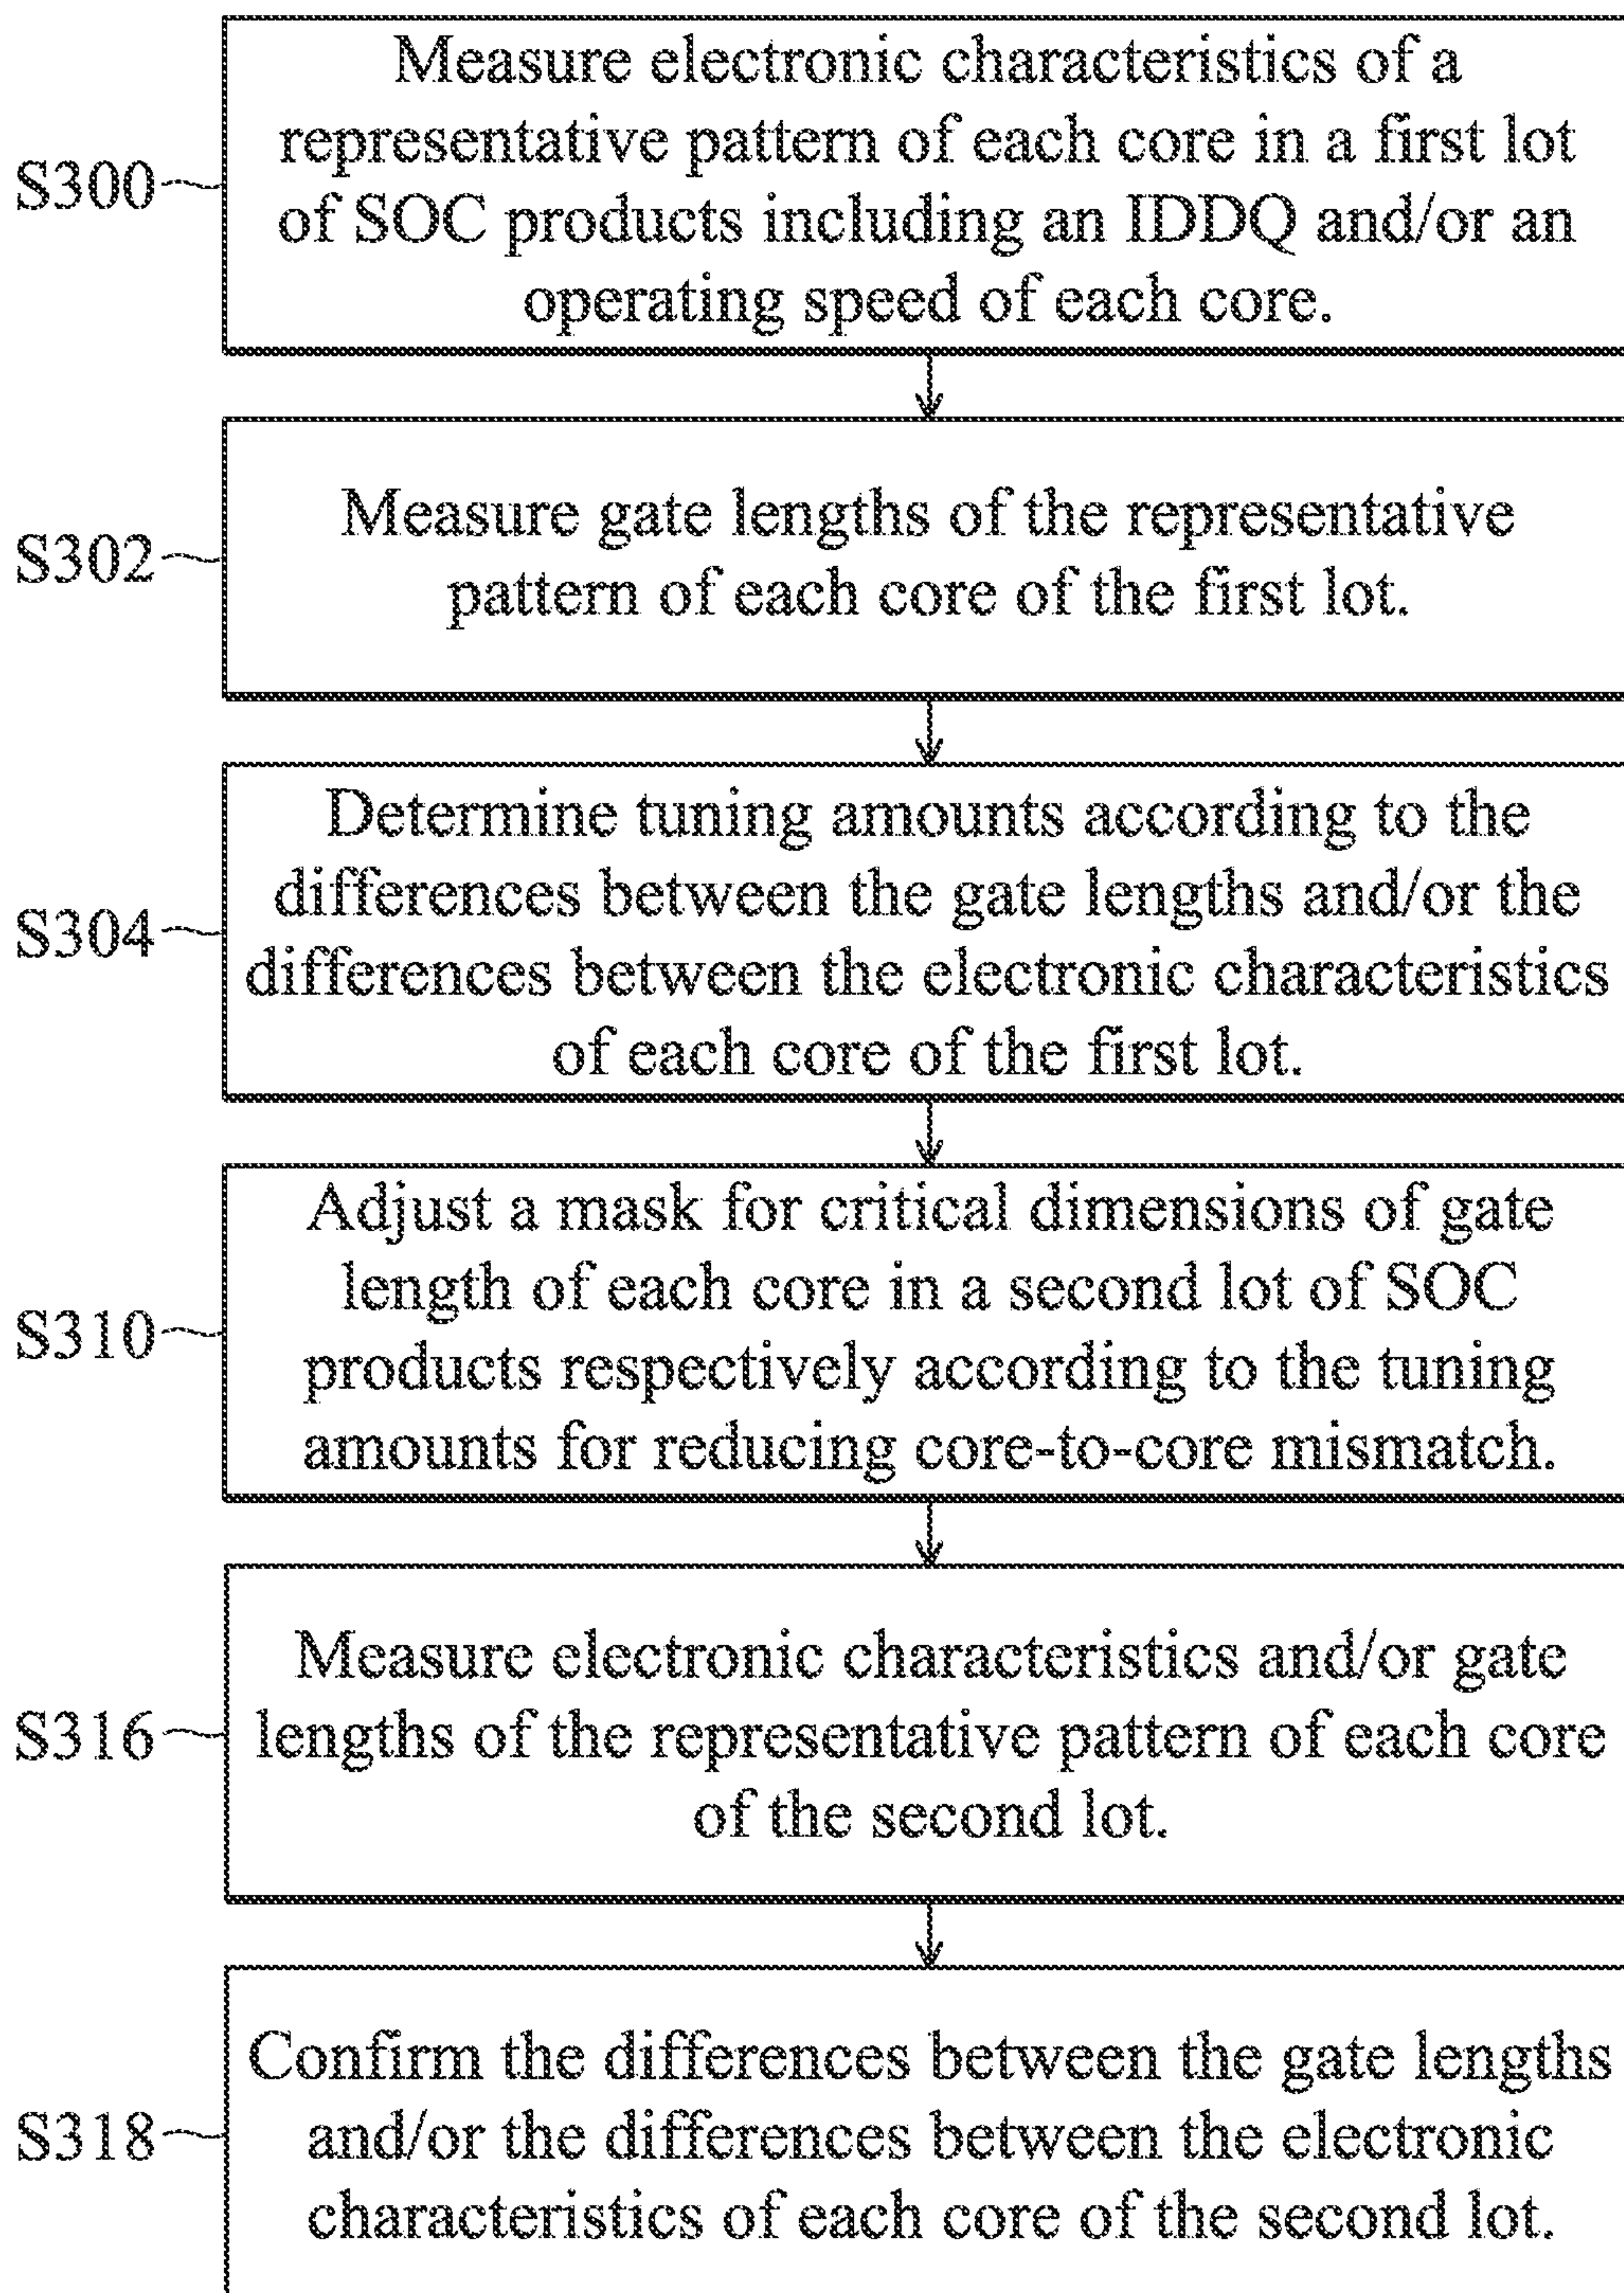 Measure electronic characteristics of a
representative pattern of each core in a first lot
of SOC products including an IDDQ and/or an
operating speed of each core.
S300
Measure gate lengths of the representative
pattern of each core of the first lot.
S302
Determine tuning amounts according to the
differences between the gate lengths and/or the
differences between the electronic characteristics
of each core of the first lot.
S304
Adjust a mask for critical dimensions of gate
length of each core in a second lot of SOC
products respectively according to the tuning
amounts for reducing core-to-core mismatch.
S310
Measure electronic characteristics and/or gate
lengths of the representative pattern of each core
of the second lot.
S316
Confirm the differences between the gate lengths
and/or the differences between the electronic
characteristics of each core of the second lot.
S318